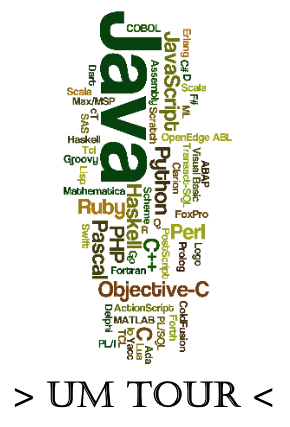 COBOL
Java
JavaScript
Erlang
C#
D
Scala
F#
Dart
Assembly
Scratch
ML
Scala
Max/MSP
cT
SAS
OpenEdge ABL
Haskell
Tcl
Groovy
Lisp
Python
Transact-SQL
Visual Basic
ABAP
Clarion
Mathematica
Haskell
Scheme
R
Ruby
FoxPro
Swift
Pascal
PHP
Go
C++
PostScript
Perl
Logo
Prolog
Fortran
Objective-C
ActionScript
ColdFusion
Delphi
MATLAB
PL/SQL
Forth
PL/I
TCL
Io
Yacc
C
Lua
Ada
> UM TOUR <